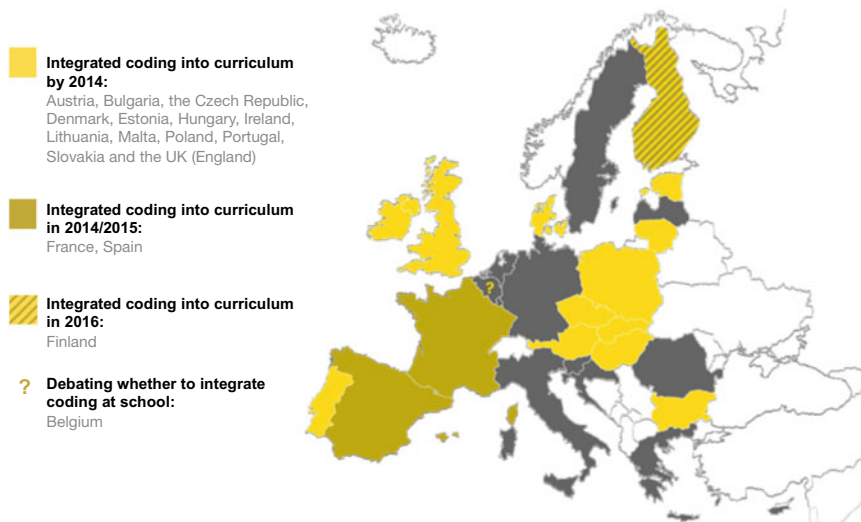 Integrated coding into curriculum
by 2014:
Austria, Bulgaria, the Czech Republic,
Denmark, Estonia, Hungary, Ireland,
Lithuania, Malta, Poland, Portugal,
Slovakia and the UK (England)
Integrated coding into curriculum
in 2014/2015:
France, Spain
Integrated coding into curriculum
in 2016:
Finland
? Debating whether to integrate
coding at school:
Belgium
?